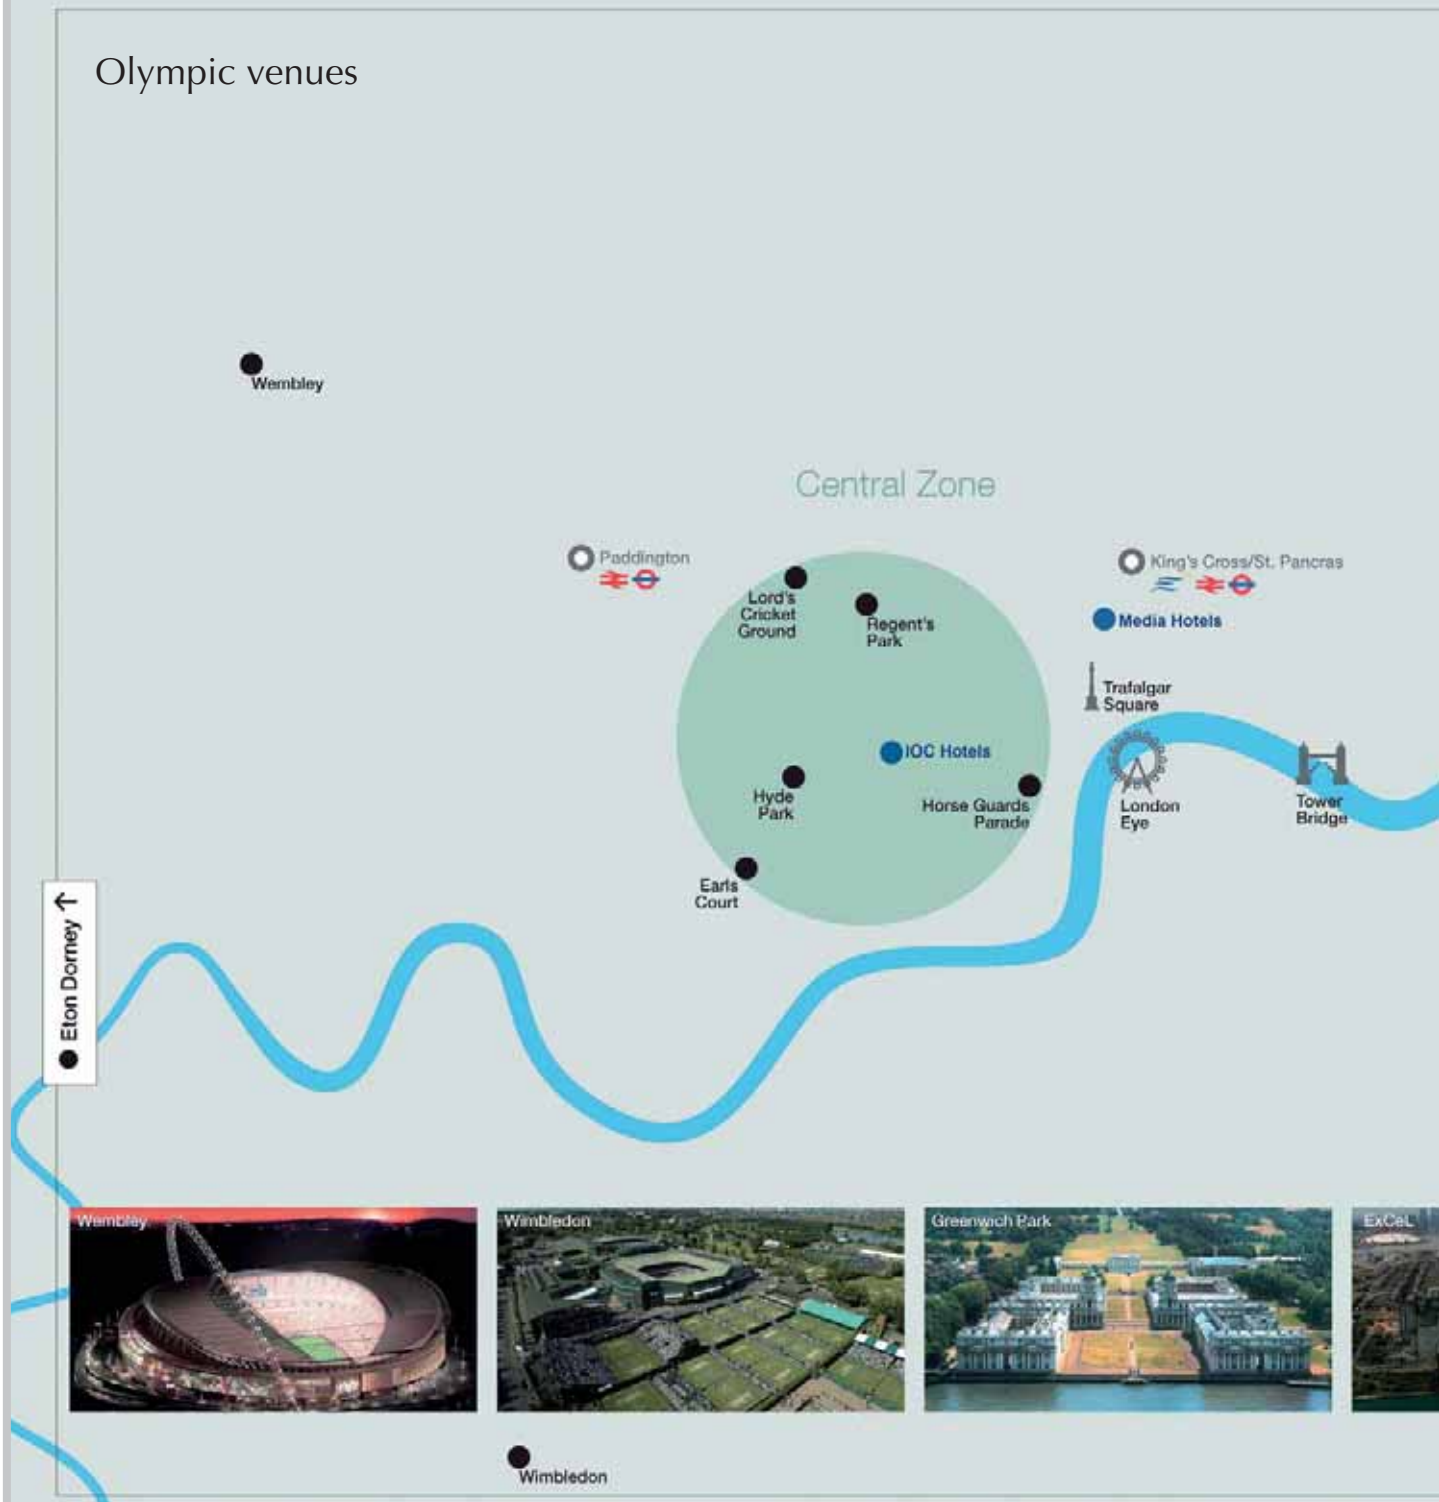 Olympic venues
Wembley
Central Zone
Paddington
King's Cross/St. Pancras
Lord's
Cricket
Ground
Regent's
Park
Media Hotels
Trafalgar
Square
IOC Hotels
Hyde
Park
Horse Guards
Parade
London
Eye
Tower
Bridge
Earls
Court
Eton Dorney
Wembley
Wimbledon
Greenwich Park
ExCeL
Wimbledon